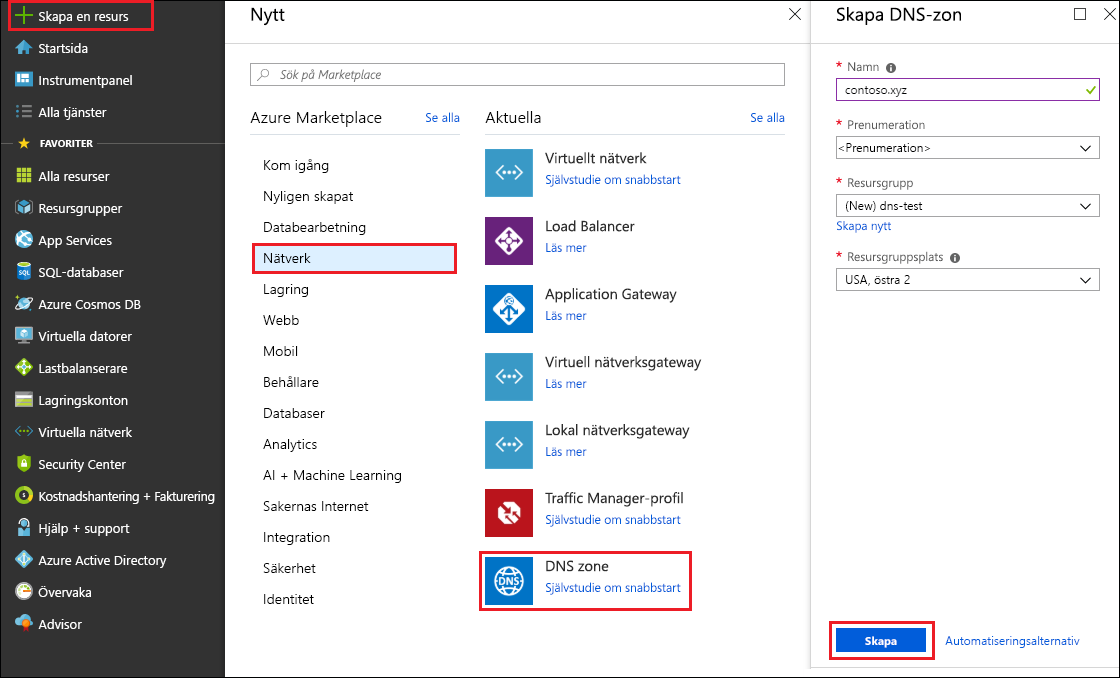 Skapa en resurs
Startsida
Instrumentpanel
Alla tjänster
FAVORITER
Alla resurser
Resursgrupper
App Services
SQL-databaser
Azure Cosmos DB
Virtuella datorer
Lastbalanserare
Lagringskonton
Virtuella nätverk
Security Center
Kostnadshantering + Fakturering
Hjälp + support
Azure Active Directory
Övervaka
Advisor
Nytt
Sök på Marketplace
Azure Marketplace
Se alla
Kom igång
Nyligen skapat
Databearbetning
Nätverk
Lagring
Webb
Mobil
Behållare
Databaser
Analytics
AI + Machine Learning
Sakernas Internet
Integration
Säkerhet
Identitet
Aktuella
Se alla
Virtuellt nätverk
Självstudie om snabbstart
Load Balancer
Läs mer
Application Gateway
Läs mer
Virtuell nätverksgateway
Läs mer
Lokal nätverksgateway
Läs mer
Traffic Manager-profil
Självstudie om snabbstart
DNS
DNS zone
Självstudie om snabbstart
Skapa DNS-zon
* Namn
contoso.xyz
* Prenumeration
<Prenumeration>
* Resursgrupp
(New) dns-test
Skapa nytt
* Resursgruppsplats
USA, östra 2
Skapa
Automatiseringsalternativ